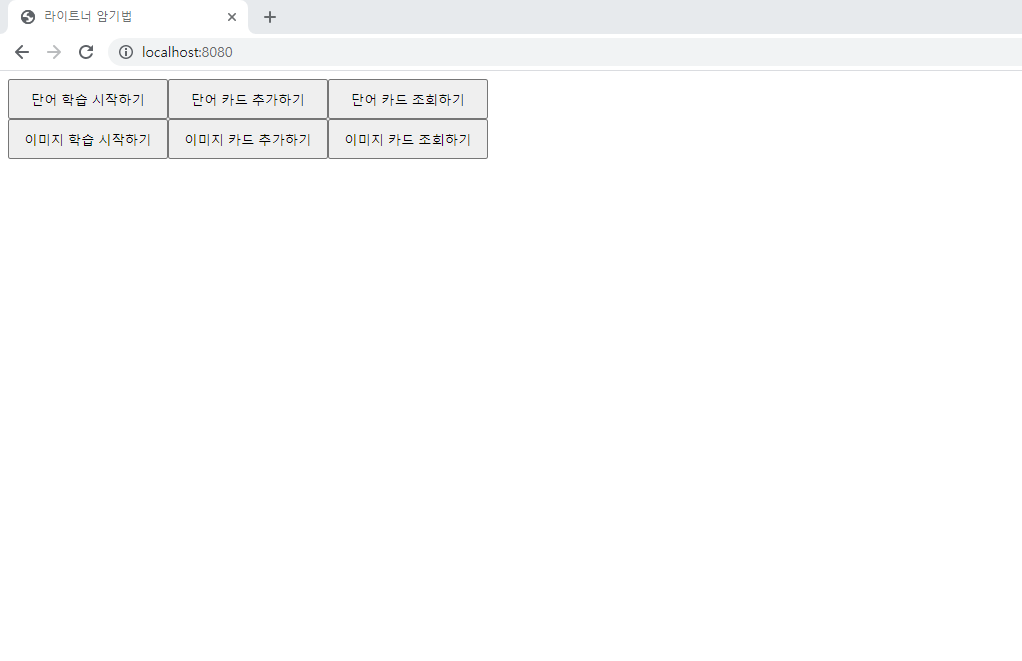 라이트너 암기법
localhost:8080
단어 학습 시작하기 단어 카드 추가하기 단어 카드 조회하기
이미지 학습 시작하기 이미지 카드 추가하기 이미지 카드 조회하기